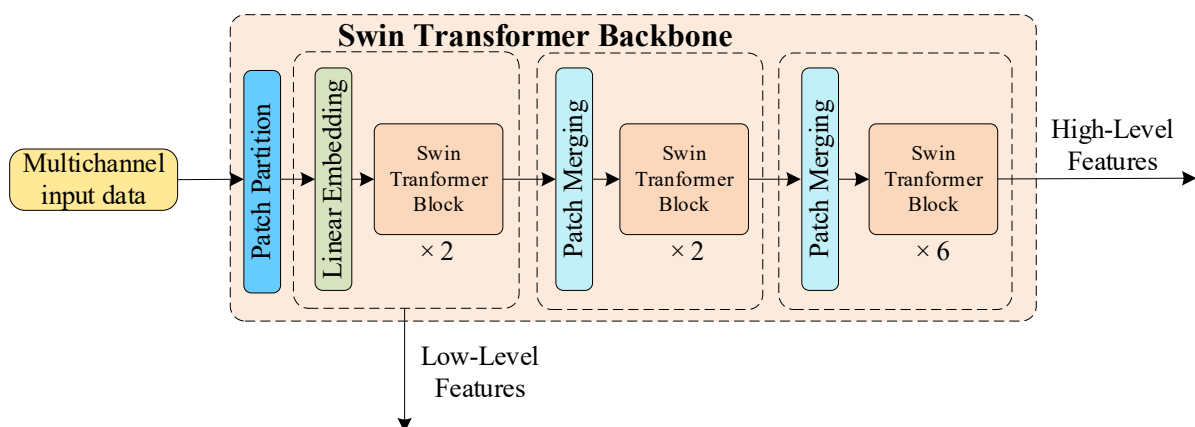 Swin Transformer Backbone
Multichannel
input data
Patch Partition
Linear Embedding
Swin
Tranformer
Block
× 2
Patch Merging
Swin
Tranformer
Block
× 2
Patch Merging
Swin
Tranformer
Block
× 6
High-Level
Features
Low-Level
Features